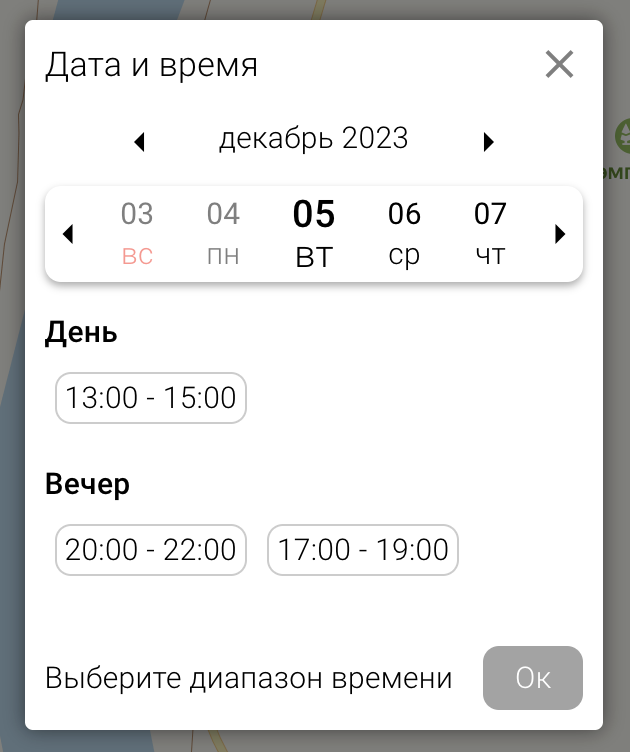 Дата и время
декабрь 2023
03 04 05 06 07
вс пн вт ср чт
День
13:00 - 15:00
Вечер
20:00 - 22:00 17:00 - 19:00
Выберите диапазон времени Ок